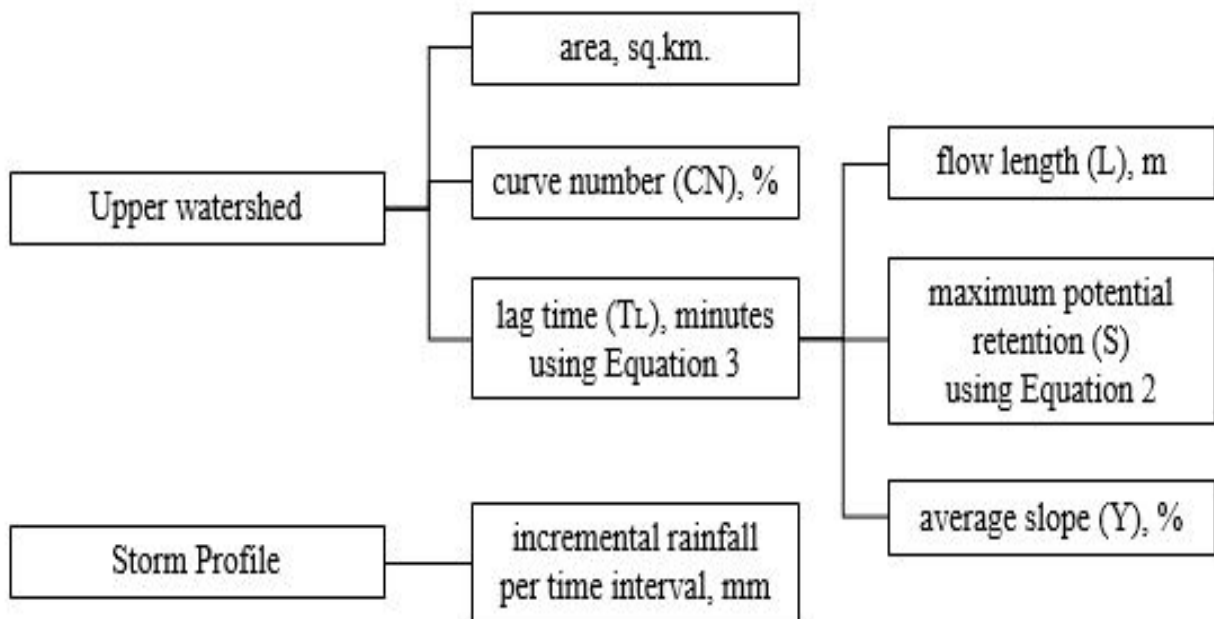 area, sq.km.
Upper watershed
curve number (CN), %
lag time (TL), minutes
using Equation 3
flow length (L), m
maximum potential
retention (S)
using Equation 2
average slope (Y), %
Storm Profile
incremental rainfall
per time interval, mm